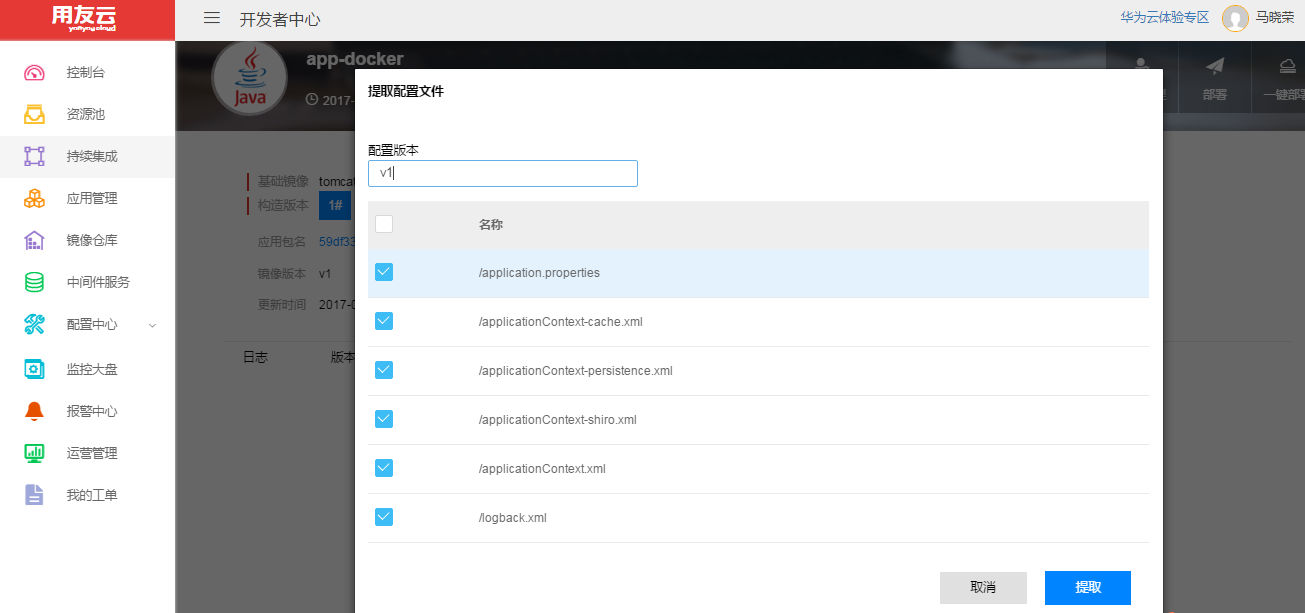 用友云
yonyou cloud
开发者中心
华为云体验专区
马晓荣
控制台
资源池
持续集成
应用管理
镜像仓库
中间件服务
配置中心
监控大盘
报警中心
运营管理
我的工单
app-docker
Java
2017-
部署
一键部署
基础镜像 tomcat
构造版本 1#
应用包名 59df33
镜像版本 v1
更新时间 2017-0
日志 版本
提取配置文件
配置版本
v1
名称
/application.properties
/applicationContext-cache.xml
/applicationContext-persistence.xml
/applicationContext-shiro.xml
/applicationContext.xml
/logback.xml
取消 提取